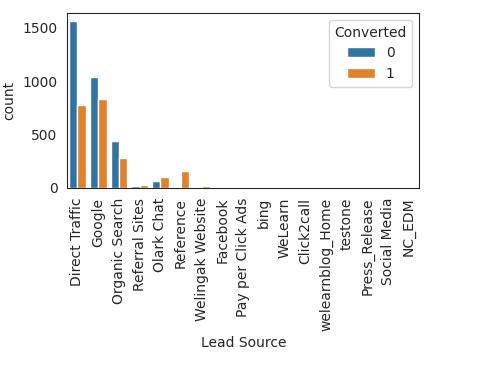 1500
1000
500
0
count
Converted
0
1
Direct Traffic
Google
Organic Search
Referral Sites
Olark Chat
Reference
Welingak Website
Facebook
Pay per Click Ads
bing
WeLearn
Click2call
welearnblog_Home
testone
Press_Release
Social Media
NC_EDM
Lead Source